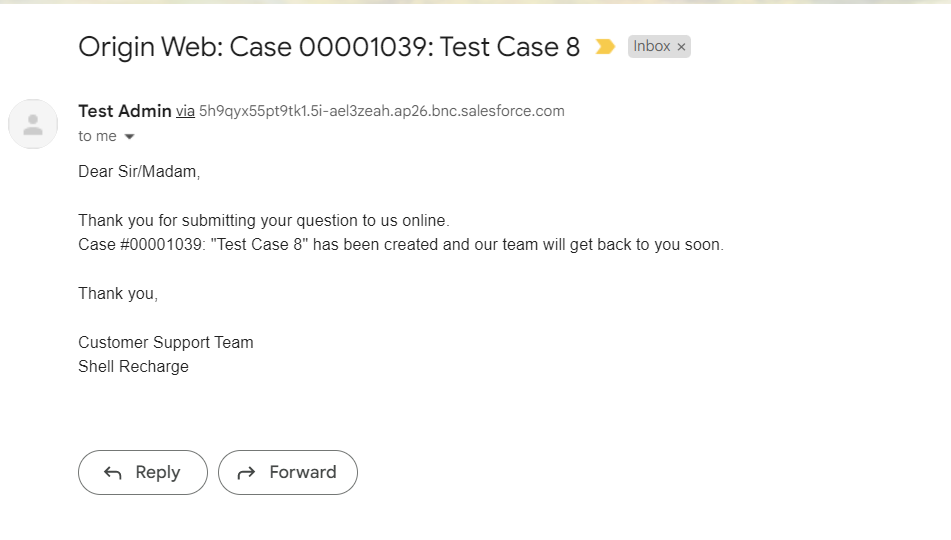 Origin Web: Case 00001039: Test Case 8 Inbox ×
Test Admin via 5h9qyx55pt9tk1.5i-ael3zeah.ap26.bnc.salesforce.com
to me
Dear Sir/Madam,
Thank you for submitting your question to us online.
Case #00001039: "Test Case 8" has been created and our team will get back to you soon.
Thank you,
Customer Support Team
Shell Recharge
Reply Forward